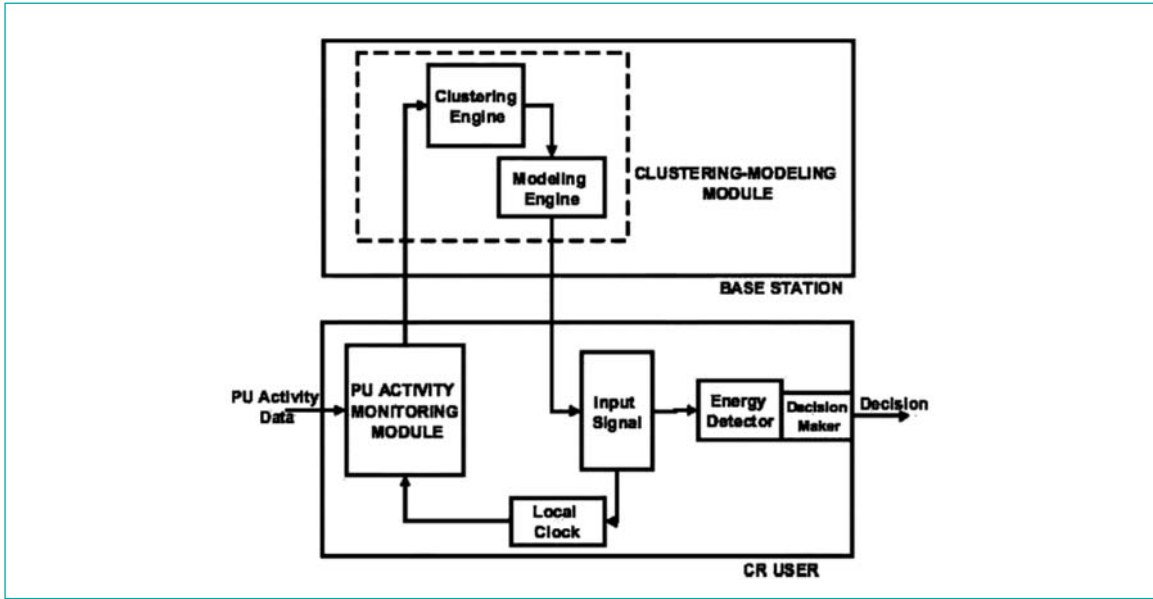 Clustering
Engine
Modeling
Engine
CLUSTERING-MODELING
MODULE
BASE STATION
PU Activity
Data
PU ACTIVITY
MONITORING
MODULE
Input
Signal
Energy
Detector
Decision
Maker
Decision
Local
Clock
CR USER